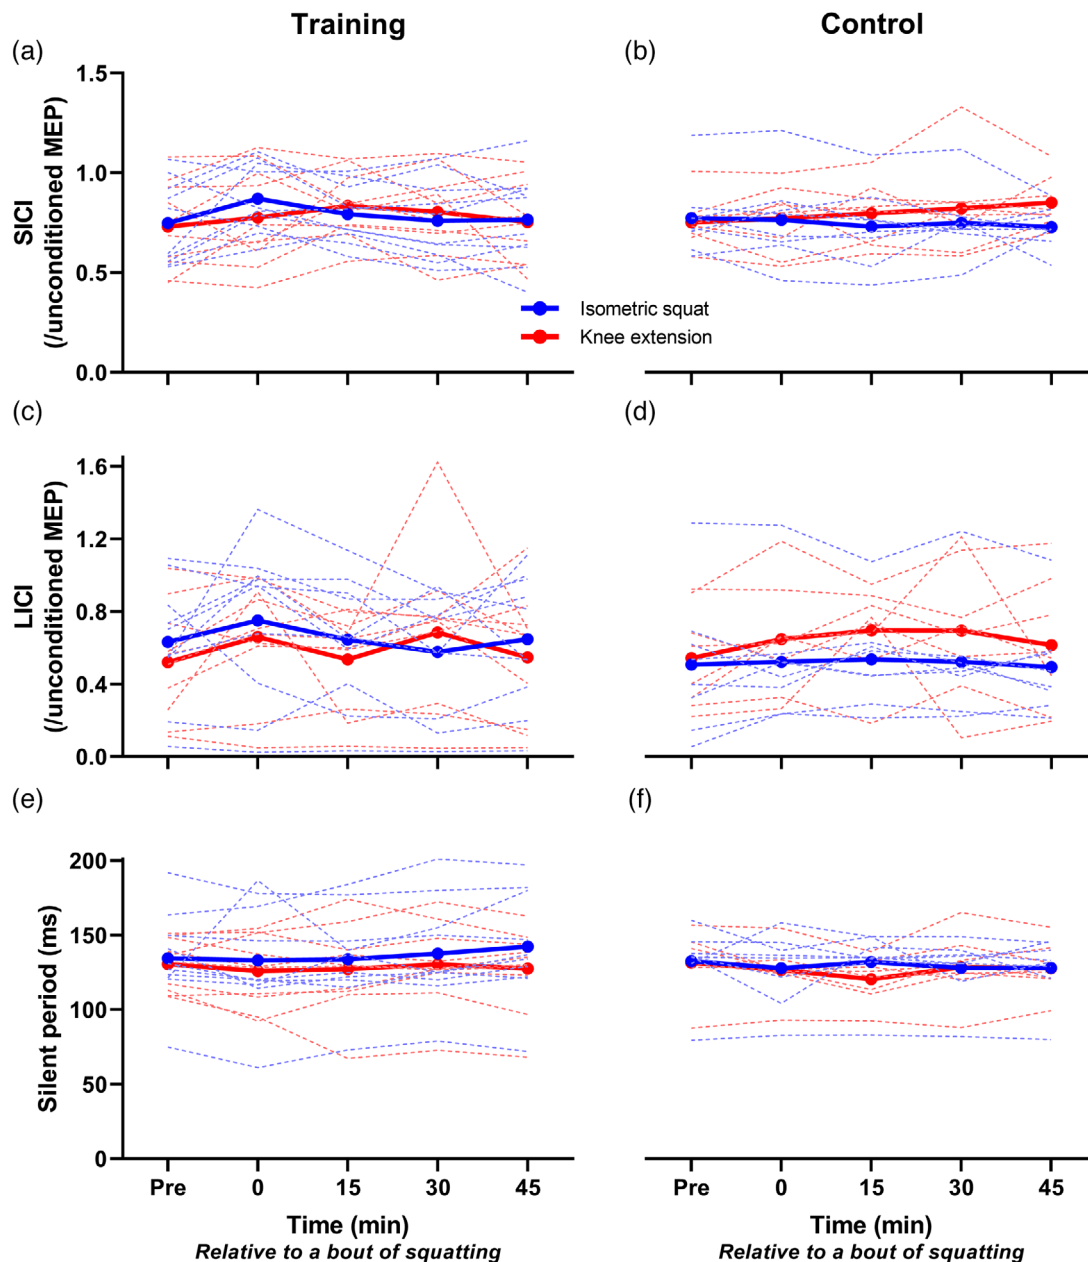 Training
Control
(a)
(b)
SICI
(/unconditioned MEP)
1.5
1.0
0.5
0.0
Isometric squat
Knee extension
(c)
(d)
LICI
(/unconditioned MEP)
1.6
1.2
0.8
0.4
0.0
(e)
(f)
Silent period (ms)
200
150
100
50
0
Pre 0 15 30 45
Pre 0 15 30 45
Time (min)
Time (min)
Relative to a bout of squatting
Relative to a bout of squatting